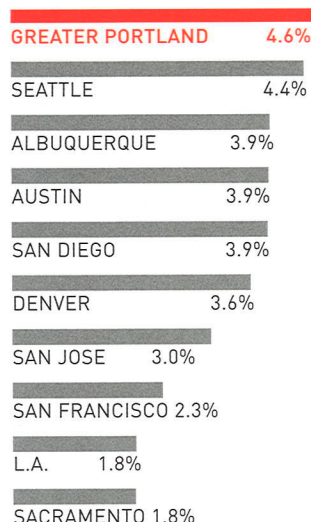 GREATER PORTLAND 4.6%
SEATTLE 4.4%
ALBUQUERQUE 3.9%
AUSTIN 3.9%
SAN DIEGO 3.9%
DENVER 3.6%
SAN JOSE 3.0%
SAN FRANCISCO 2.3%
L.A. 1.8%
SACRAMENTO 1.8%